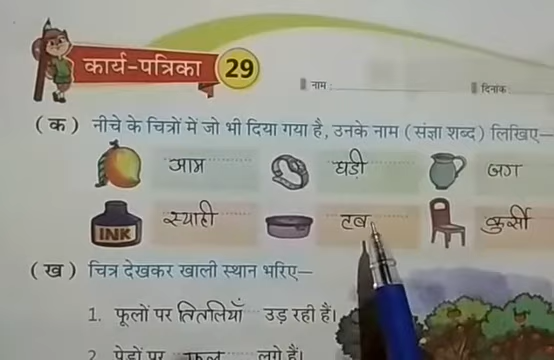 कार्य-पत्रिका 29
नाम
दिनांक
(क) नीचे के चित्रों में जो भी दिया गया है, उनके नाम (संज्ञा शब्द) लिखिए—
आम घड़ी जग
INK स्याही टब कुर्सी
(ख) चित्र देखकर खाली स्थान भरिए—
1. फूलों पर तितलियाँ उड़ रही हैं।
2. पेड़ों पर फल लगे हैं।